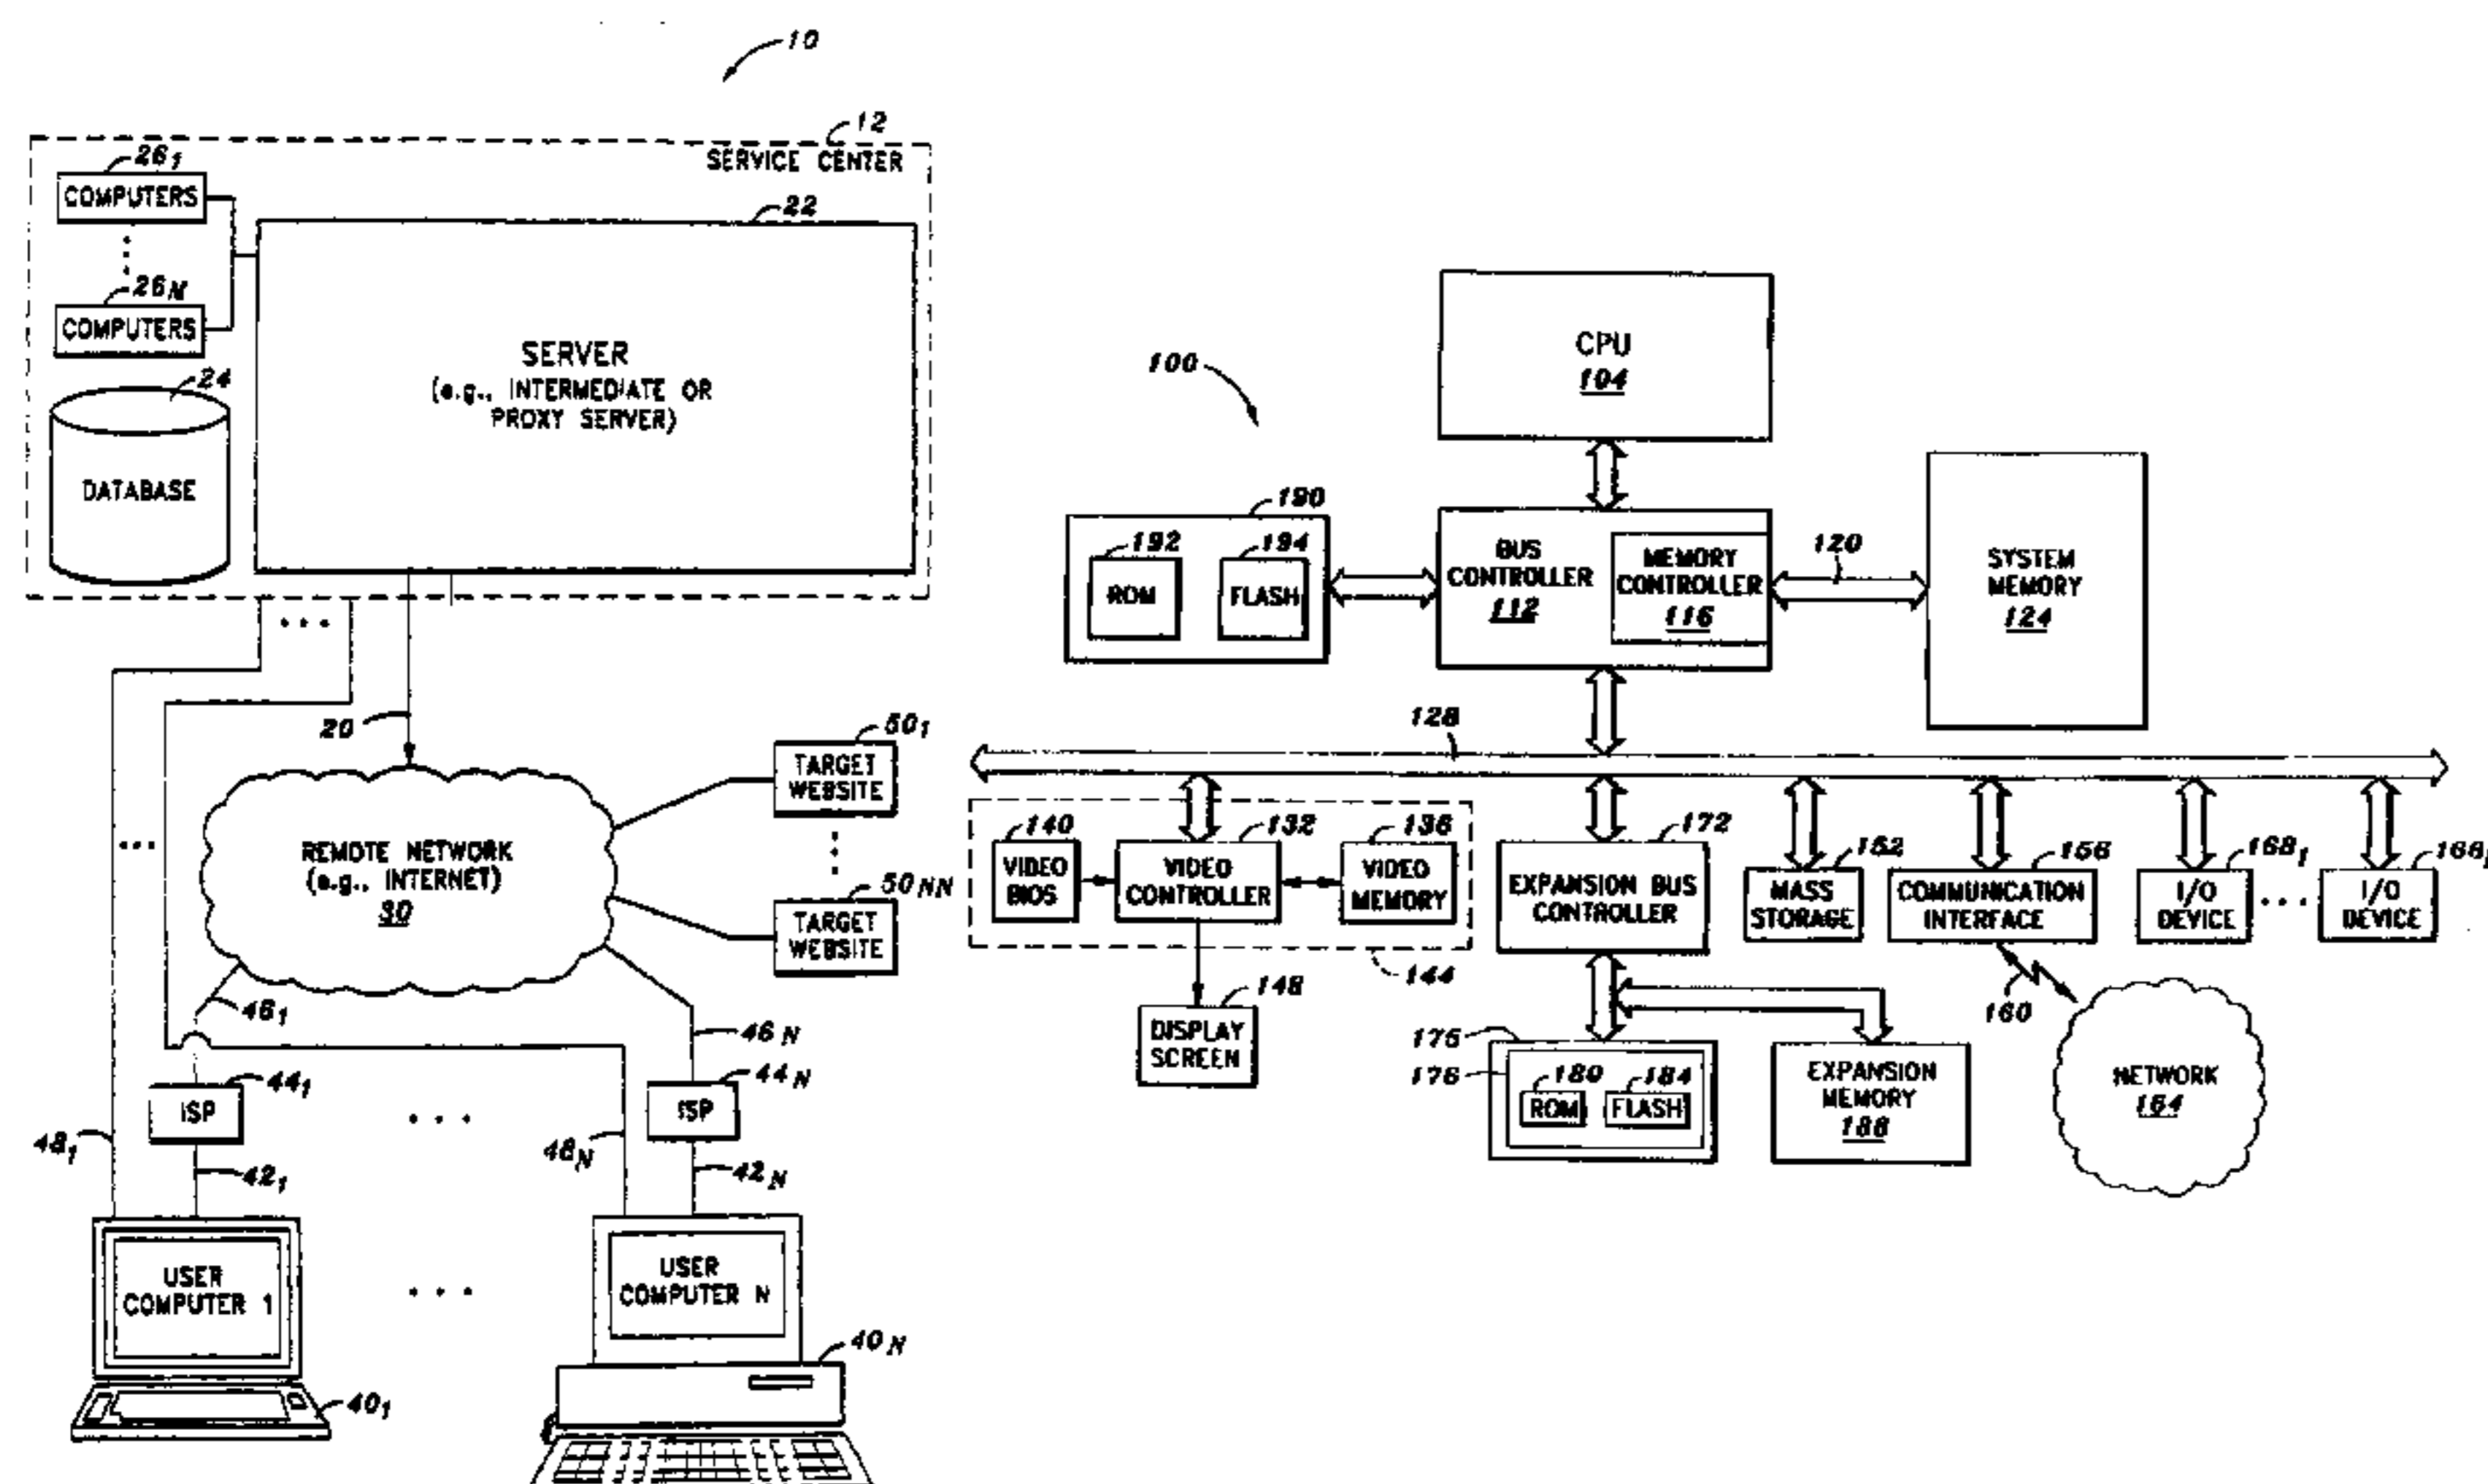 10
12
SERVICE CENTER
26₁
COMPUTERS
26M
COMPUTERS
22
SERVER
(e.g., INTERMEDIATE OR
PROXY SERVER)
24
DATABASE
20
REMOTE NETWORK
(e.g., INTERNET)
30
50₁
TARGET
WEBSITE
50NN
TARGET
WEBSITE
46₁
46N
44₁
ISP
44N
ISP
48₁
42₁
48N
42N
USER
COMPUTER 1
USER
COMPUTER N
40₁
40N
100
CPU
104
190
192
ROM
194
FLASH
BUS
CONTROLLER
112
MEMORY
CONTROLLER
116
120
SYSTEM
MEMORY
124
128
140
VIDEO
BIOS
132
VIDEO
CONTROLLER
136
VIDEO
MEMORY
144
148
DISPLAY
SCREEN
172
EXPANSION BUS
CONTROLLER
152
MASS
STORAGE
156
COMMUNICATION
INTERFACE
168₁
I/O
DEVICE
I/O
DEVICE
160
175
176
180
ROM
184
FLASH
EXPANSION
MEMORY
188
NETWORK
164